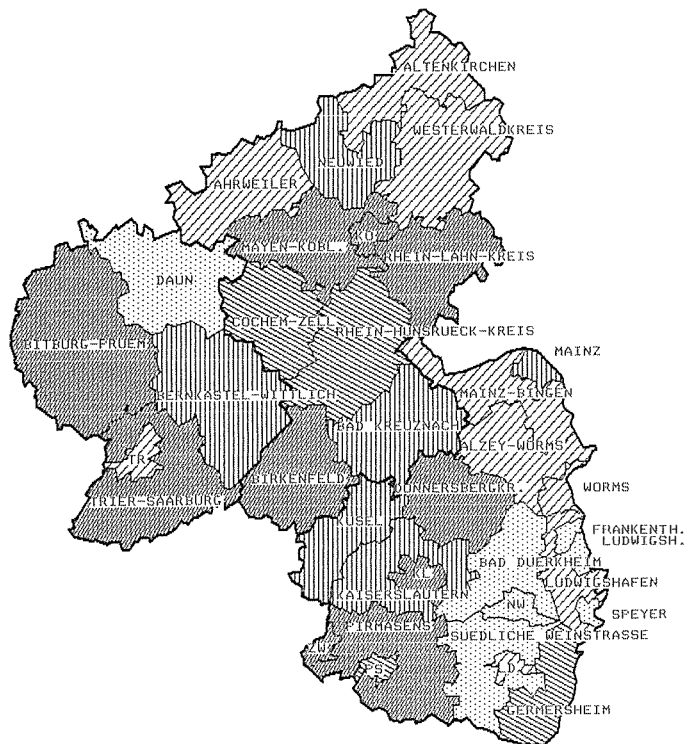 ALTENKIRCHEN
WESTERWALDKREIS
NEUWIED
AHRWEILER
KO
MAYEN-KOBL.
RHEIN-LAHN-KREIS
DAUN
COCHEM-ZELL
RHEIN-HUNSRUECK-KREIS
BITBURG-PRUEM
MAINZ
MAINZ-BINGEN
BERNKASTEL-WITTLICH
BAD KREUZNACH
ALZEY-WORMS
TR
BIRKENFELD
DONNERSBERGKR.
WORMS
TRIER-SAARBURG
KUSEL
FRANKENTH.
LUDWIGSH.
BAD DUERKHEIM
KL
LUDWIGSHAFEN
KAISERSLAUTERN
NW
SPEYER
PIRMASENS
SUEDLICHE WEINSTRASSE
ZW
PS
GERMERSHEIM